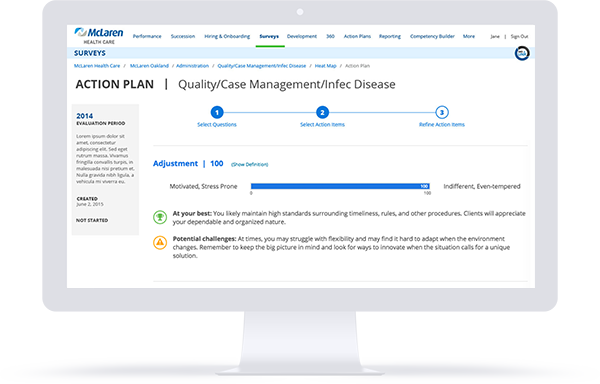 McLaren
HEALTH CARE
Performance Succession Hiring & Onboarding Surveys Development 360 Action Plans Reporting Competency Builder More Jane | Sign Out
SURVEYS
McLaren Health Care / McLaren Oakland / Administration / Quality/Case Management/Infec Disease / Heat Map / Action Plan
ACTION PLAN | Quality/Case Management/Infec Disease
2014
EVALUATION PERIOD
Lorem ipsum dolor sit
amet, consectetur
adipiscing elit. Sed eget
rutrum massa. Vivamus
fringilla convallis turpis, in
malesuada nisi pretium et.
Nulla gravida nibh ligula, a
vehicula mi viverra eu.
CREATED
June 2, 2015
NOT STARTED
1 2 3
Select Questions Select Action Items Refine Action Items
Adjustment | 100 (Show Definition)
Motivated, Stress Prone 100 Indifferent, Even-tempered
0 100
At your best: You likely maintain high standards surrounding timeliness, rules, and other procedures. Clients will appreciate
your dependable and organized nature.
Potential challenges: At times, you may struggle with flexibility and may find it hard to adapt when the environment
changes. Remember to keep the big picture in mind and look for ways to innovate when the situation calls for a unique
solution.